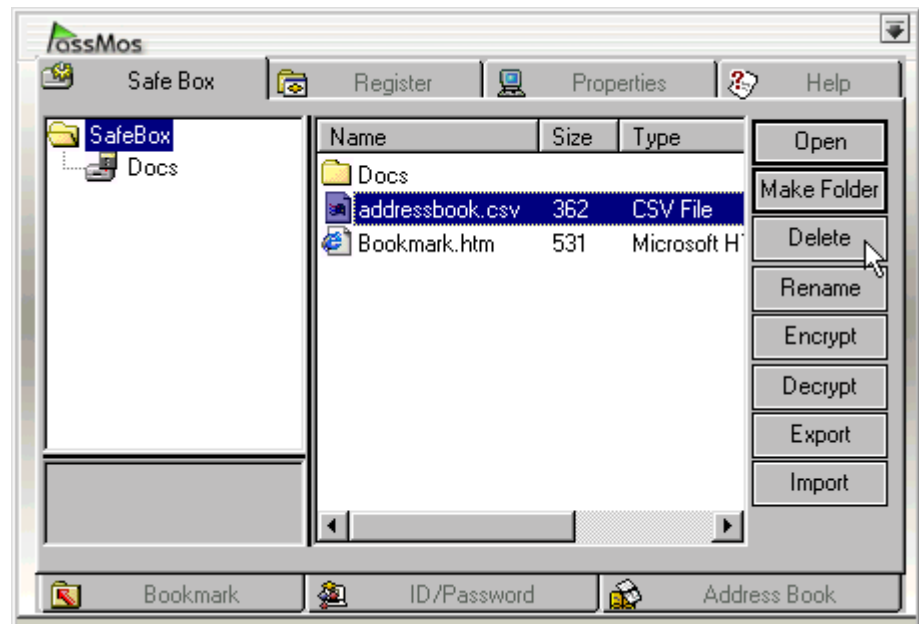 PassMos
Safe Box Register Properties Help
SafeBox
Docs
Name Size Type
Docs
addressbook.csv 362 CSV File
Bookmark.htm 531 Microsoft H
Open
Make Folder
Delete
Rename
Encrypt
Decrypt
Export
Import
Bookmark ID/Password Address Book